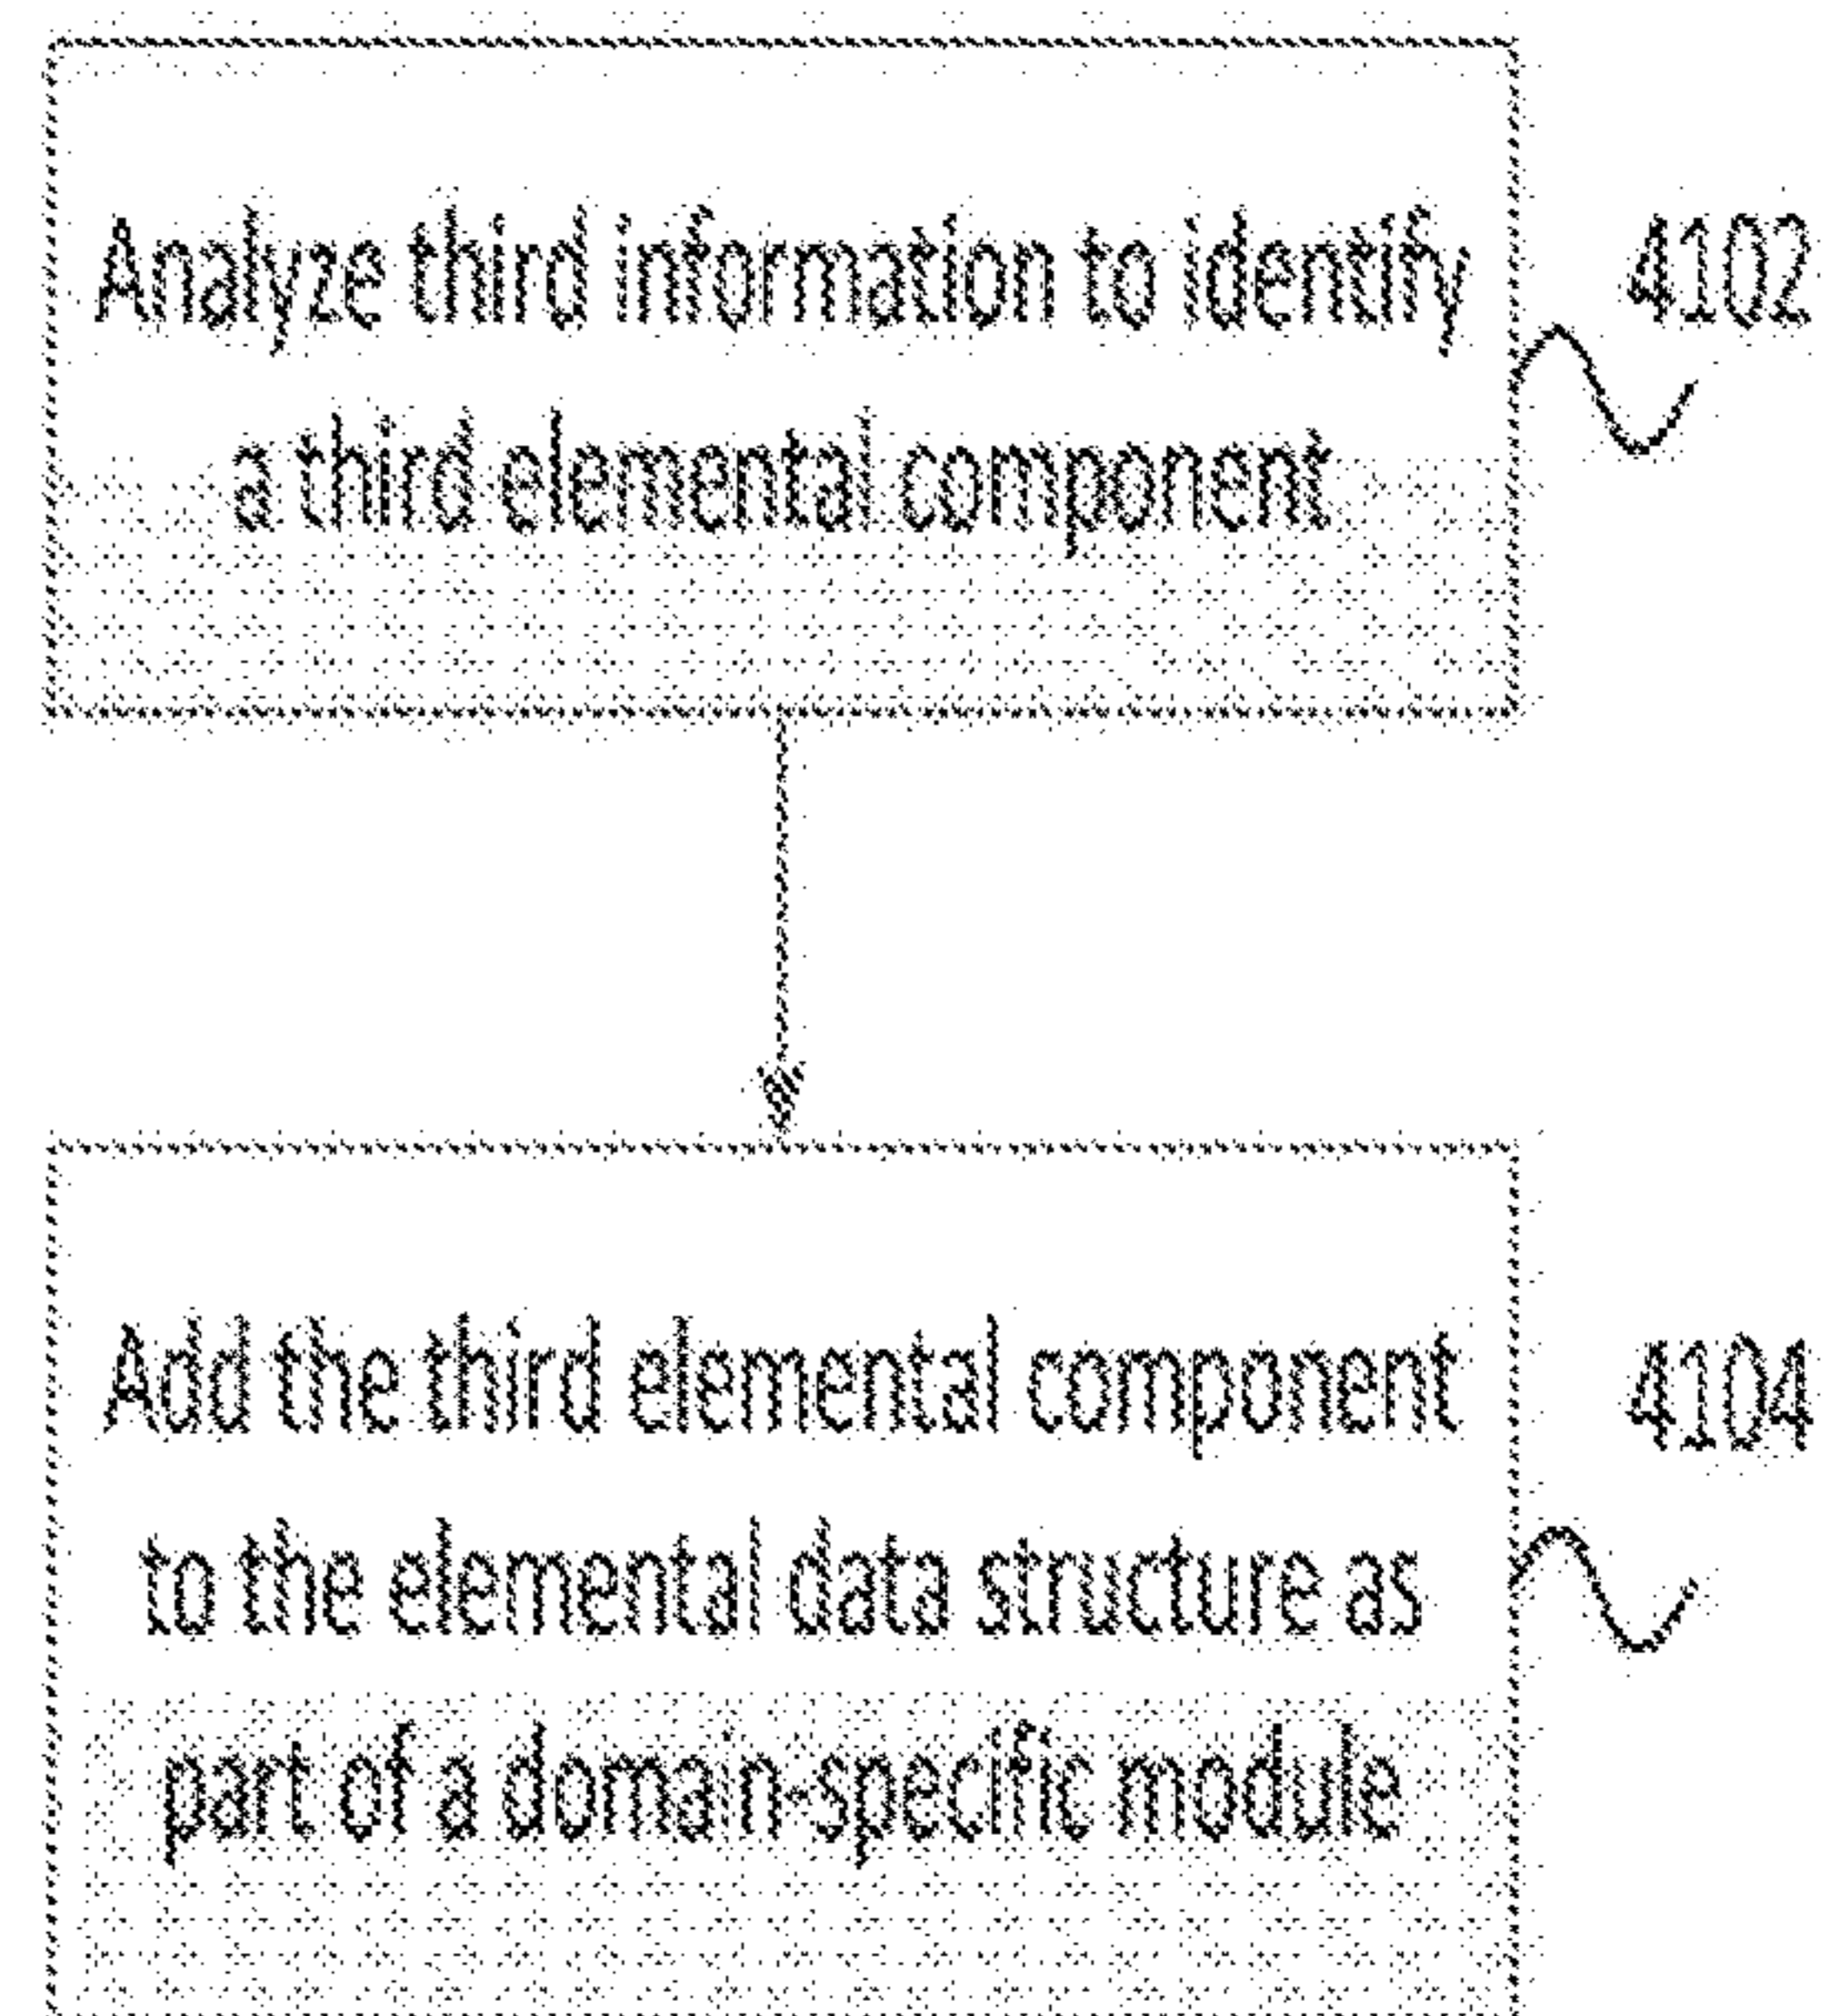 Analyze third information to identify
a third elemental component
4102
Add the third elemental component
to the elemental data structure as
part of a domain-specific module
4104